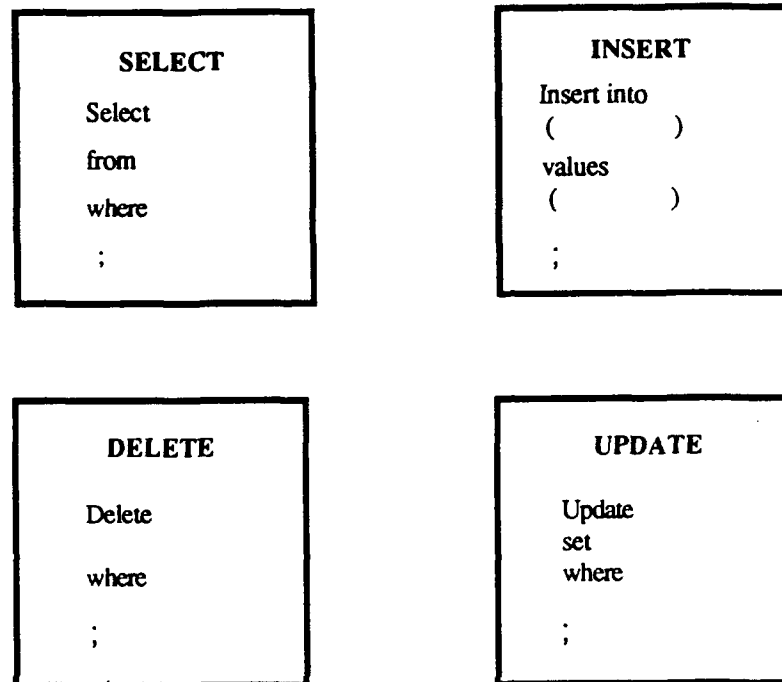 SELECT
Select
from
where
;
INSERT
Insert into
( )
values
( )
;
DELETE
Delete
where
;
UPDATE
Update
set
where
;